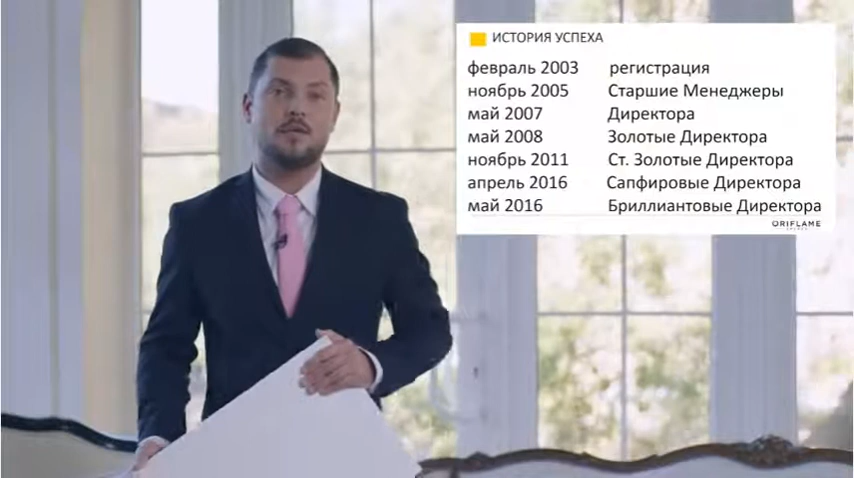 ИСТОРИЯ УСПЕХА
февраль 2003 регистрация
ноябрь 2005 Старшие Менеджеры
май 2007 Директора
май 2008 Золотые Директора
ноябрь 2011 Ст. Золотые Директора
апрель 2016 Сапфировые Директора
май 2016 Бриллиантовые Директора
ORIFLAME